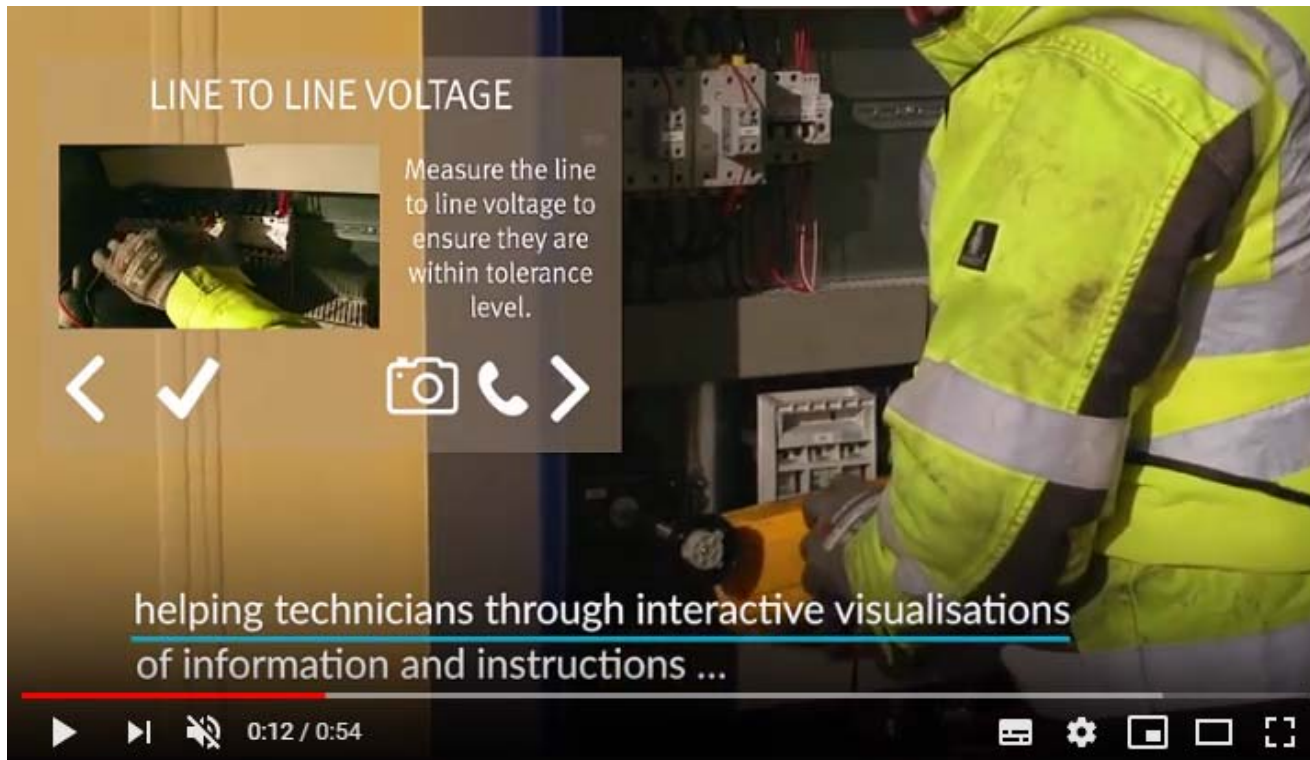 LINE TO LINE VOLTAGE
Measure the line
to line voltage to
ensure they are
within tolerance
level.
helping technicians through interactive visualisations
of information and instructions ...
0:12 / 0:54